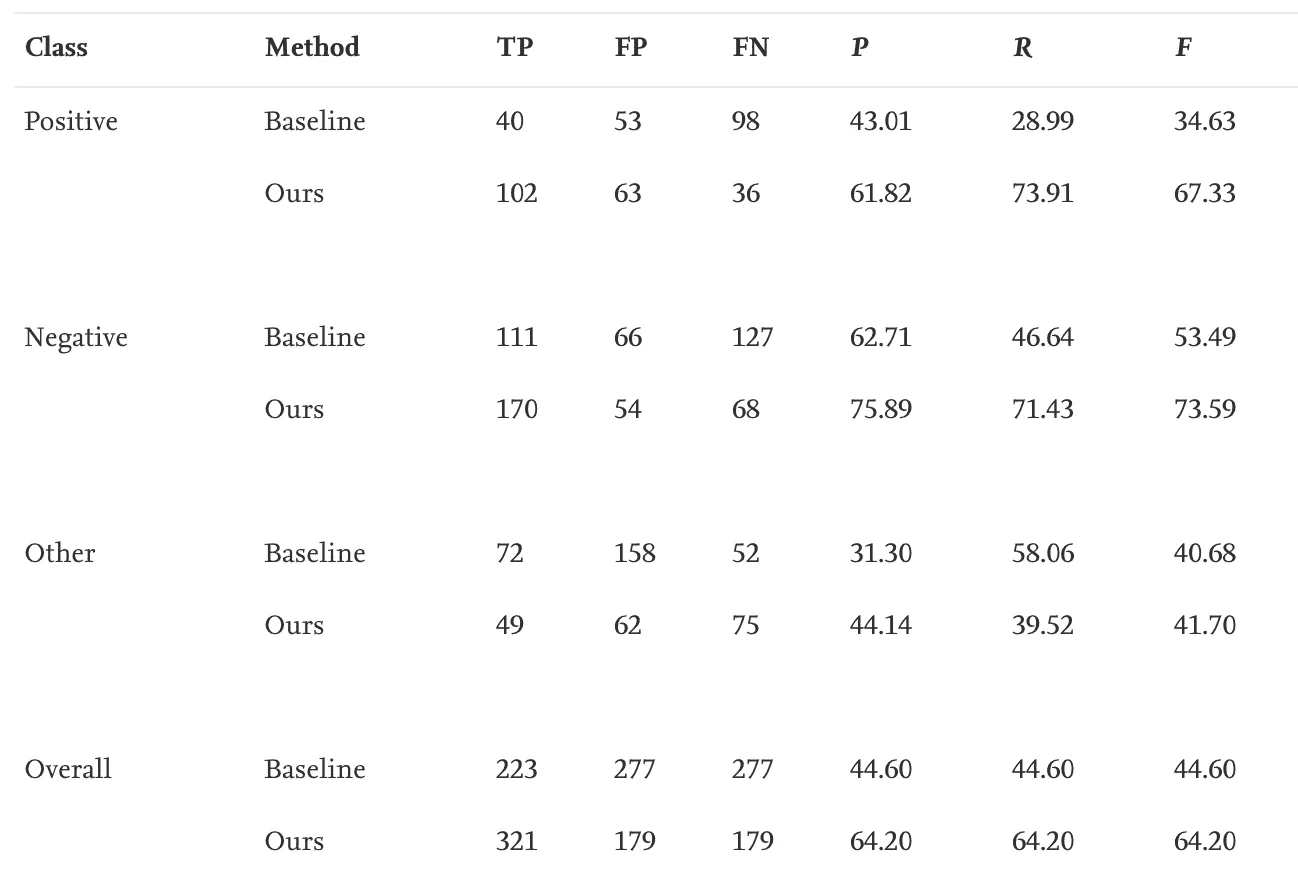 Class Method TP FP FN P R F
Positive Baseline 40 53 98 43.01 28.99 34.63
Ours 102 63 36 61.82 73.91 67.33
Negative Baseline 111 66 127 62.71 46.64 53.49
Ours 170 54 68 75.89 71.43 73.59
Other Baseline 72 158 52 31.30 58.06 40.68
Ours 49 62 75 44.14 39.52 41.70
Overall Baseline 223 277 277 44.60 44.60 44.60
Ours 321 179 179 64.20 64.20 64.20